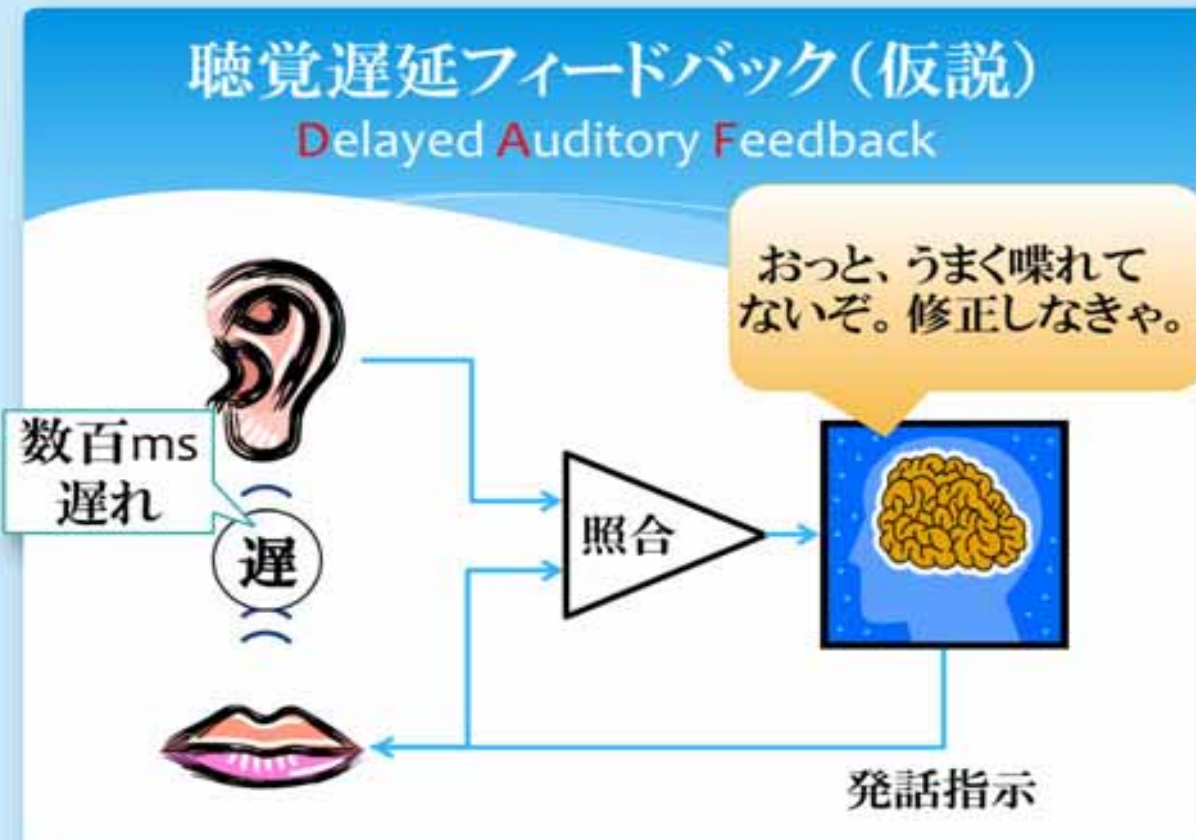 聴覚遅延フィードバック（仮説）
Delayed Auditory Feedback
おっと、うまく喋れて
ないぞ。修正しなきゃ。
数百ms
遅れ
遅
照合
発話指示